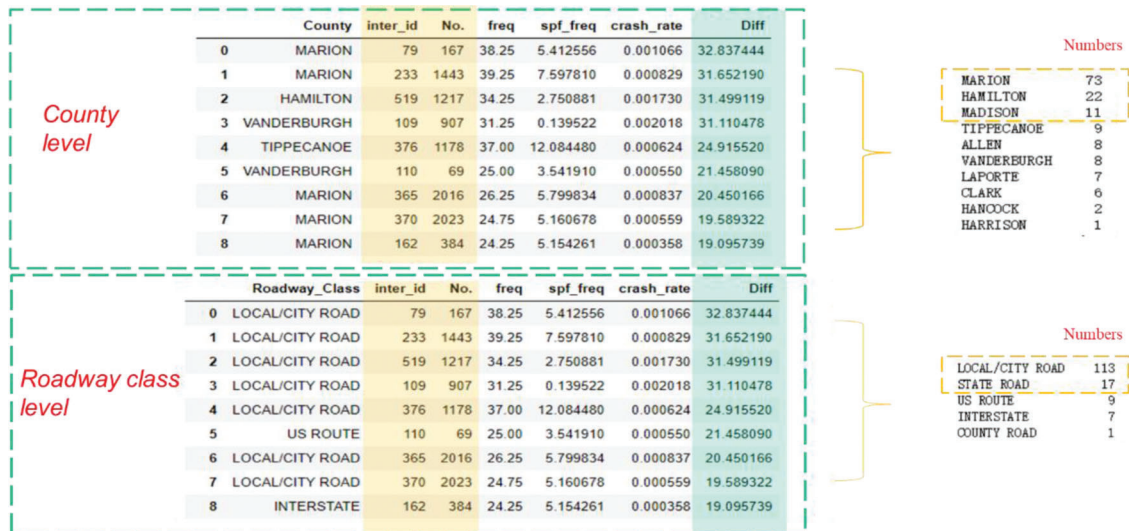 County level
County inter_id No. freq spf_freq crash_rate Diff
0 MARION 79 167 38.25 5.412556 0.001066 32.837444
1 MARION 233 1443 39.25 7.597810 0.000829 31.652190
2 HAMILTON 519 1217 34.25 2.750881 0.001730 31.499119
3 VANDERBURGH 109 907 31.25 0.139522 0.002018 31.110478
4 TIPPECANOE 376 1178 37.00 12.084480 0.000624 24.915520
5 VANDERBURGH 110 69 25.00 3.541910 0.000550 21.458090
6 MARION 365 2016 26.25 5.799834 0.000837 20.450166
7 MARION 370 2023 24.75 5.160678 0.000559 19.589322
8 MARION 162 384 24.25 5.154261 0.000358 19.095739
Numbers
MARION 73
HAMILTON 22
MADISON 11
TIPPECANOE 9
ALLEN 8
VANDERBURGH 8
LAPORTE 7
CLARK 6
HANCOCK 2
HARRISON 1
Roadway class level
Roadway_Class inter_id No. freq spf_freq crash_rate Diff
0 LOCAL/CITY ROAD 79 167 38.25 5.412556 0.001066 32.837444
1 LOCAL/CITY ROAD 233 1443 39.25 7.597810 0.000829 31.652190
2 LOCAL/CITY ROAD 519 1217 34.25 2.750881 0.001730 31.499119
3 LOCAL/CITY ROAD 109 907 31.25 0.139522 0.002018 31.110478
4 LOCAL/CITY ROAD 376 1178 37.00 12.084480 0.000624 24.915520
5 US ROUTE 110 69 25.00 3.541910 0.000550 21.458090
6 LOCAL/CITY ROAD 365 2016 26.25 5.799834 0.000837 20.450166
7 LOCAL/CITY ROAD 370 2023 24.75 5.160678 0.000559 19.589322
8 INTERSTATE 162 384 24.25 5.154261 0.000358 19.095739
Numbers
LOCAL/CITY ROAD 113
STATE ROAD 17
US ROUTE 9
INTERSTATE 7
COUNTY ROAD 1